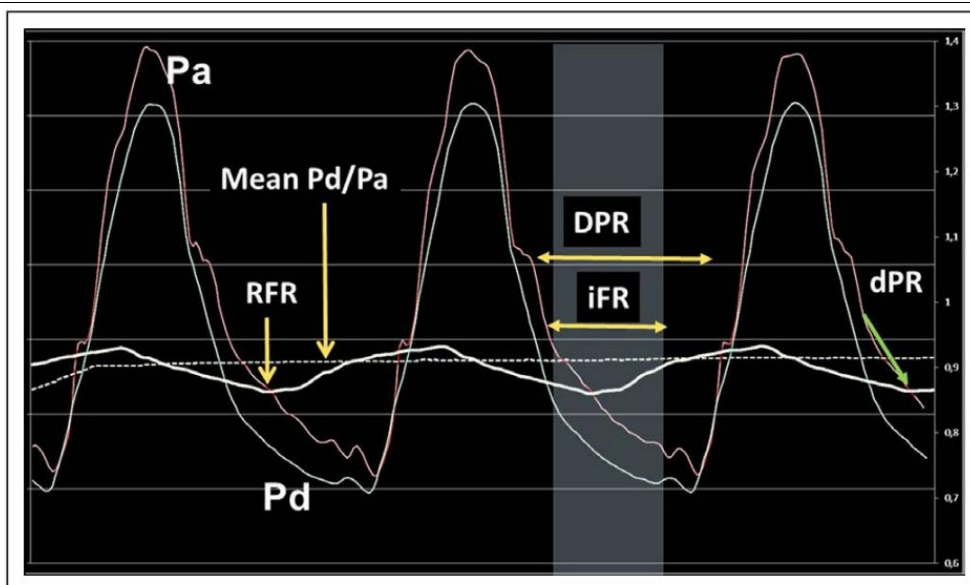 Pa
Mean Pd/Pa
RFR
DPR
iFR
dPR
Pd
1,4
1,3
1,2
1,1
1
0,9
0,8
0,7
0,6